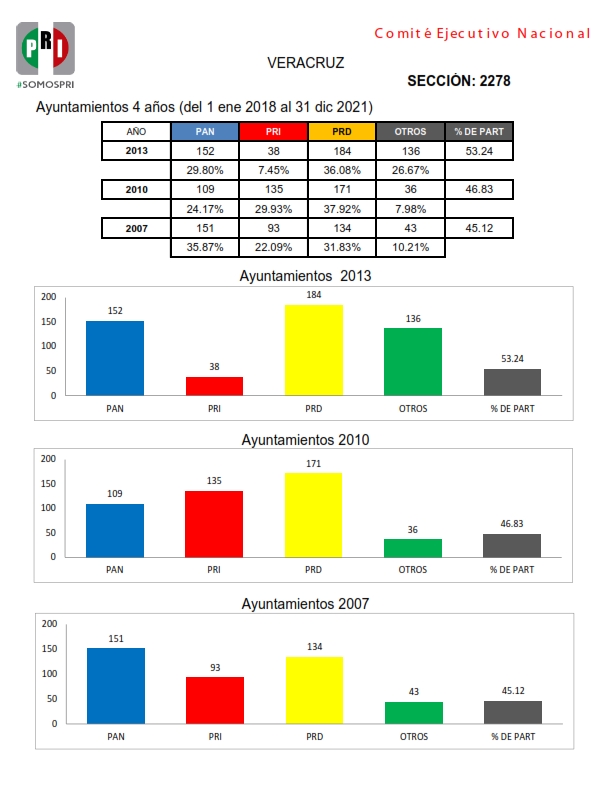 Comité Ejecutivo Nacional
PRI
#SOMOSPRI
VERACRUZ
SECCIÓN: 2278
Ayuntamientos 4 años (del 1 ene 2018 al 31 dic 2021)
AÑO PAN PRI PRD OTROS % DE PART
2013 152 38 184 136 53.24
29.80% 7.45% 36.08% 26.67%
2010 109 135 171 36 46.83
24.17% 29.93% 37.92% 7.98%
2007 151 93 134 43 45.12
35.87% 22.09% 31.83% 10.21%
Ayuntamientos 2013
200
150
100
50
0
152
38
184
136
53.24
PAN PRI PRD OTROS % DE PART
Ayuntamientos 2010
200
150
100
50
0
109
135
171
36
46.83
PAN PRI PRD OTROS % DE PART
Ayuntamientos 2007
200
150
100
50
0
151
93
134
43
45.12
PAN PRI PRD OTROS % DE PART